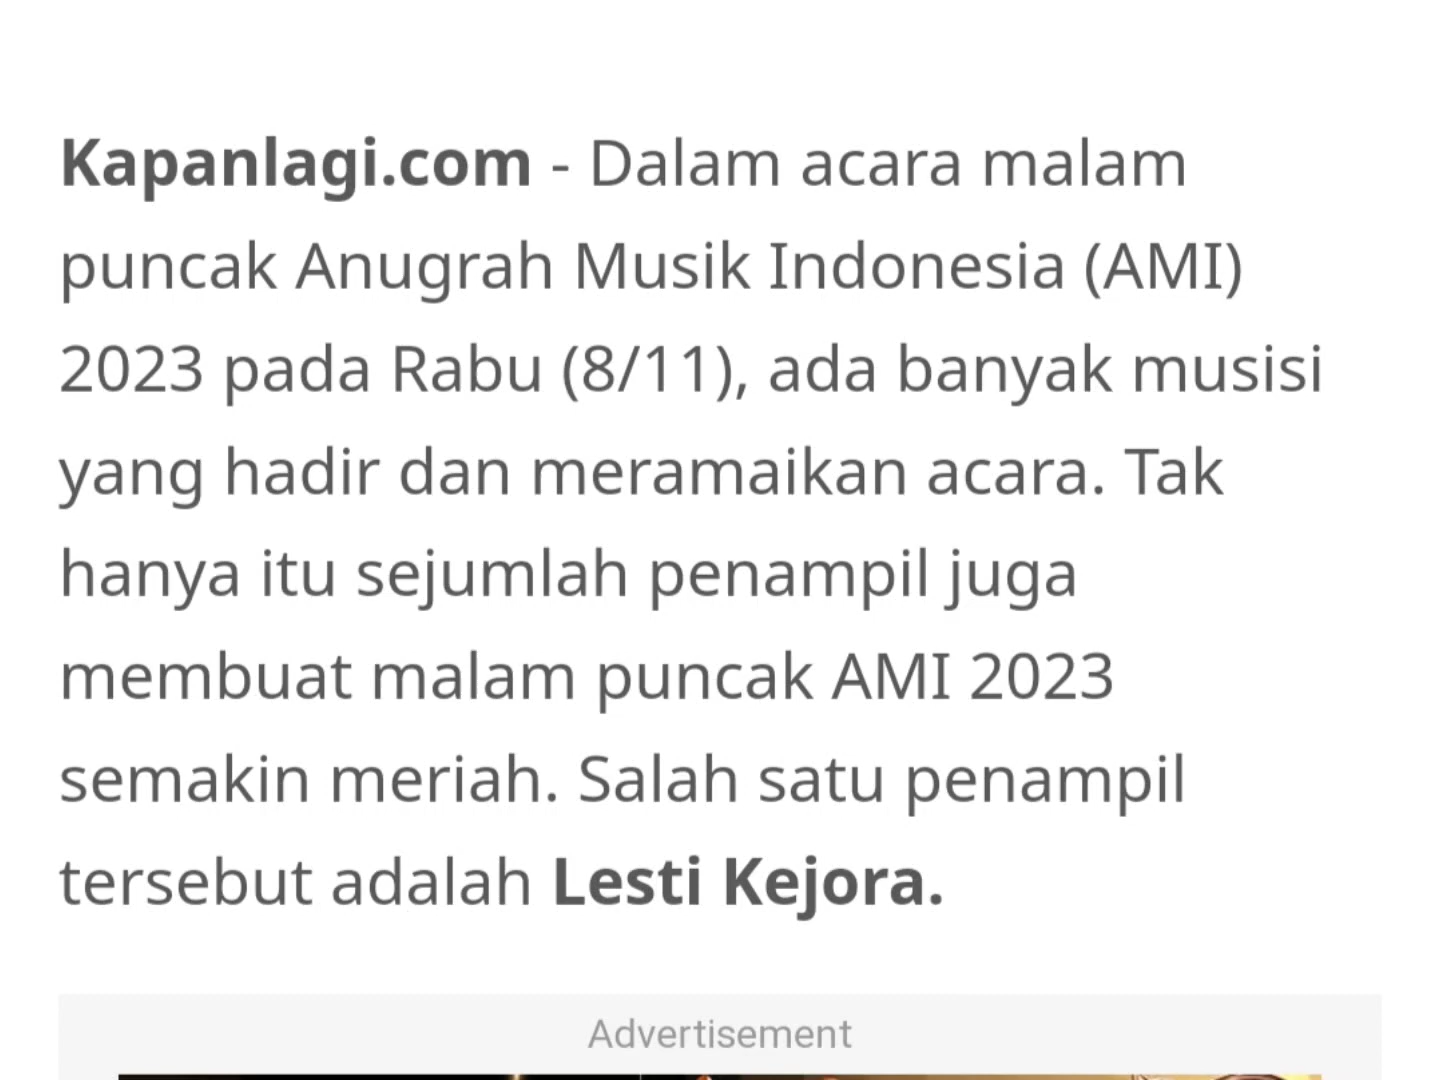 Kapanlagi.com - Dalam acara malam
puncak Anugrah Musik Indonesia (AMI)
2023 pada Rabu (8/11), ada banyak musisi
yang hadir dan meramaikan acara. Tak
hanya itu sejumlah penampil juga
membuat malam puncak AMI 2023
semakin meriah. Salah satu penampil
tersebut adalah Lesti Kejora.
Advertisement